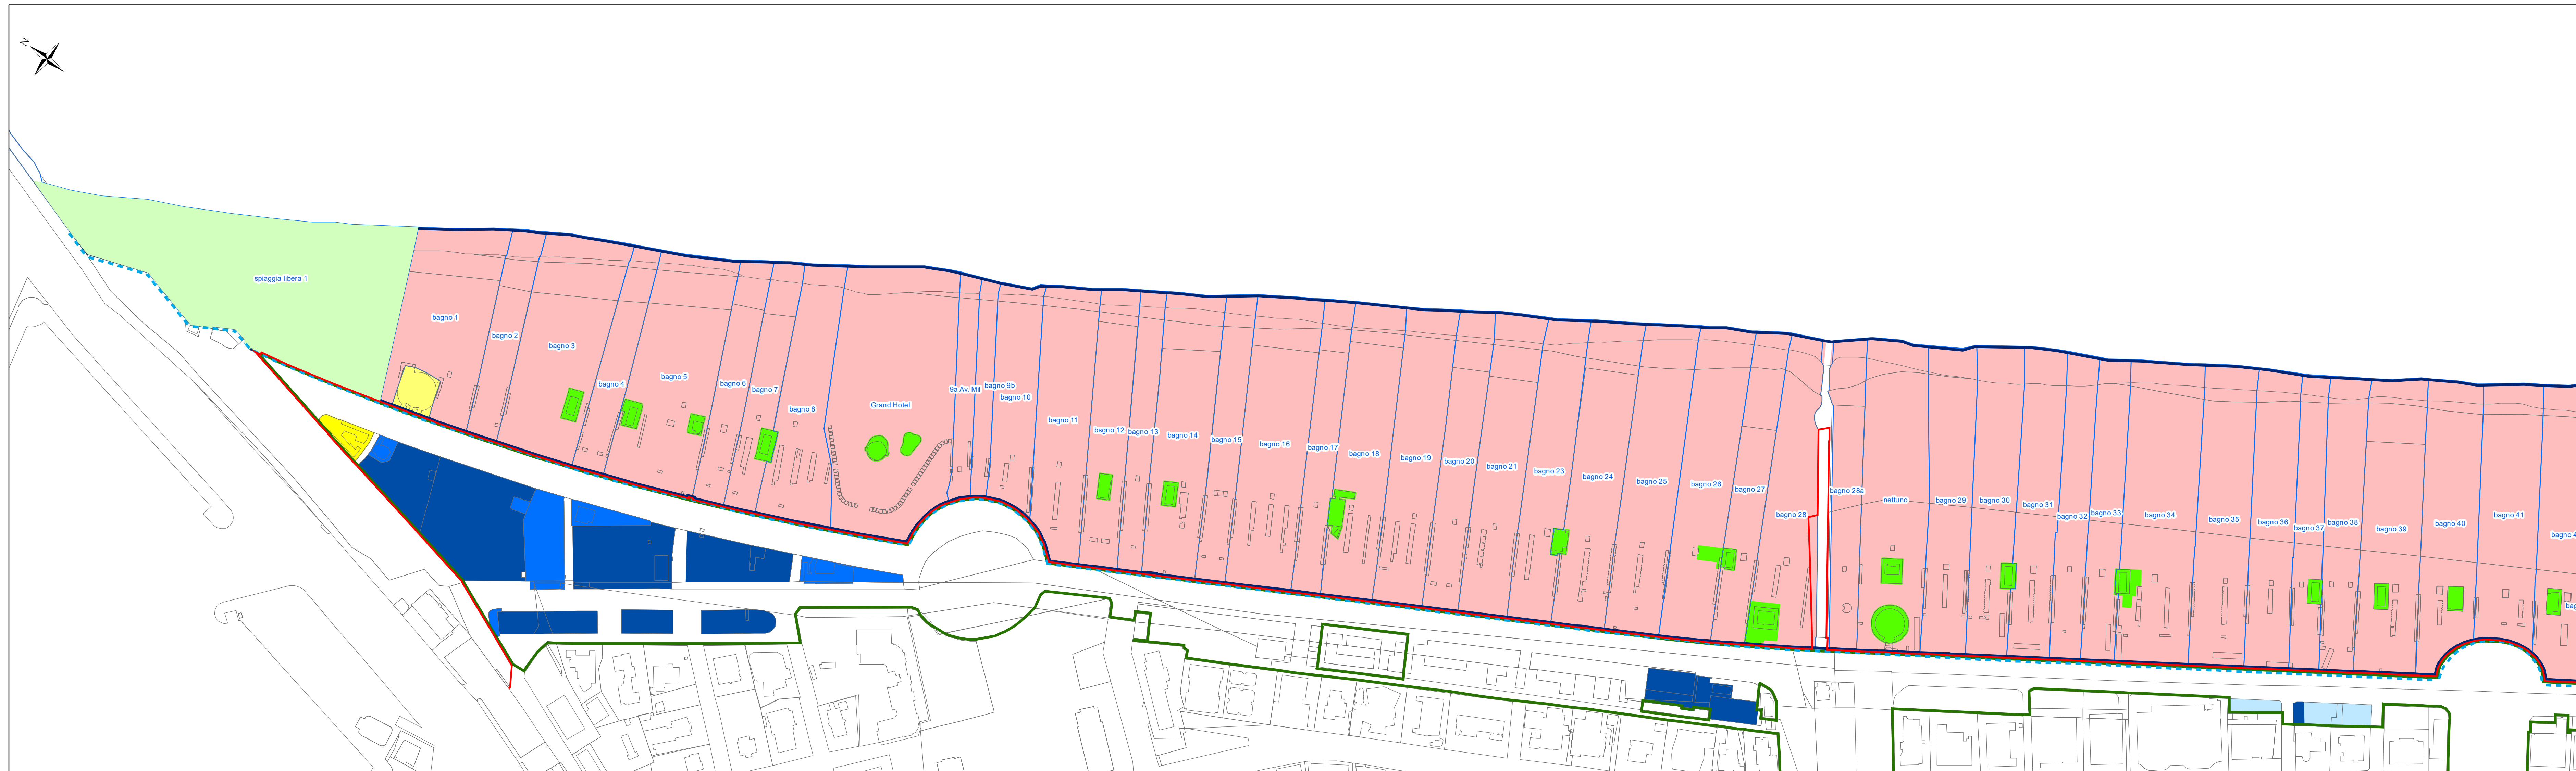 N
spiaggia libera 1
bagno 1
bagno 2
bagno 3
bagno 4
bagno 5
bagno 6
bagno 7
bagno 8
Grand Hotel
9a Av. Mil
bagno 9b
bagno 10
bagno 11
bsgno 12
bagno 13
bagno 14
bagno 15
bagno 16
bagno 17
bagno 18
bagno 19
bagno 20
bagno 21
bagno 23
bagno 24
bagno 25
bagno 26
bagno 27
bagno 28
bagno 28a
nettuno
bagno 29
bagno 30
bagno 31
bagno 32
bagno 33
bagno 34
bagno 35
bagno 36
bagno 37
bagno 38
bagno 39
bagno 40
bagno 41
bagno 4
bag